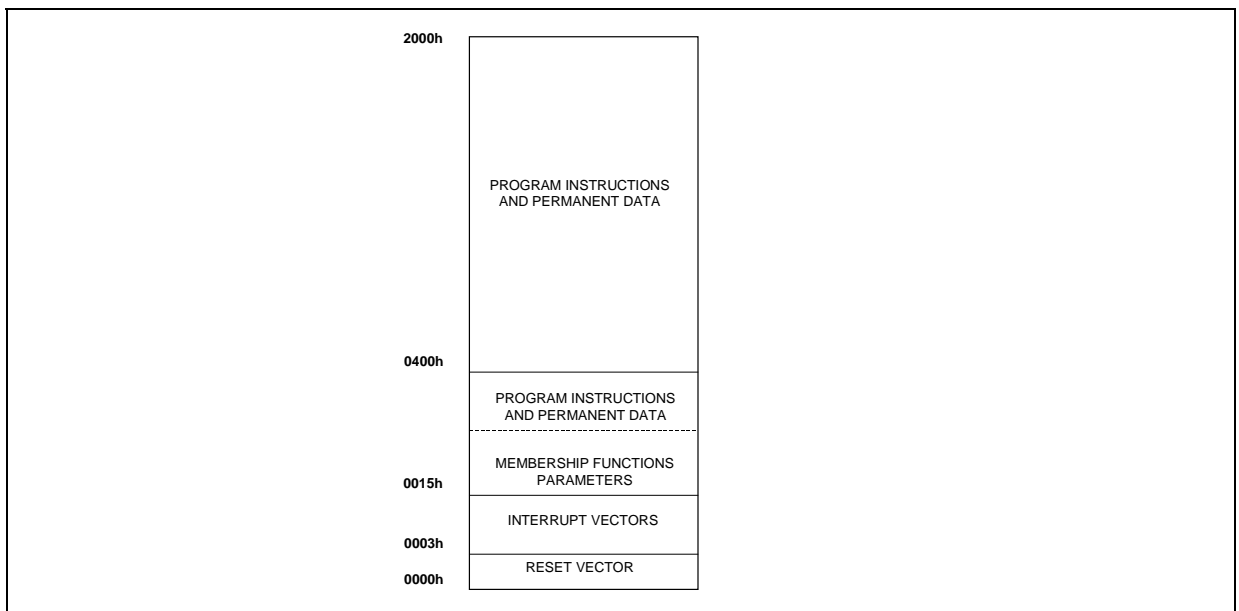 2000h
PROGRAM INSTRUCTIONS
AND PERMANENT DATA
0400h
PROGRAM INSTRUCTIONS
AND PERMANENT DATA
MEMBERSHIP FUNCTIONS
PARAMETERS
0015h
INTERRUPT VECTORS
0003h
RESET VECTOR
0000h